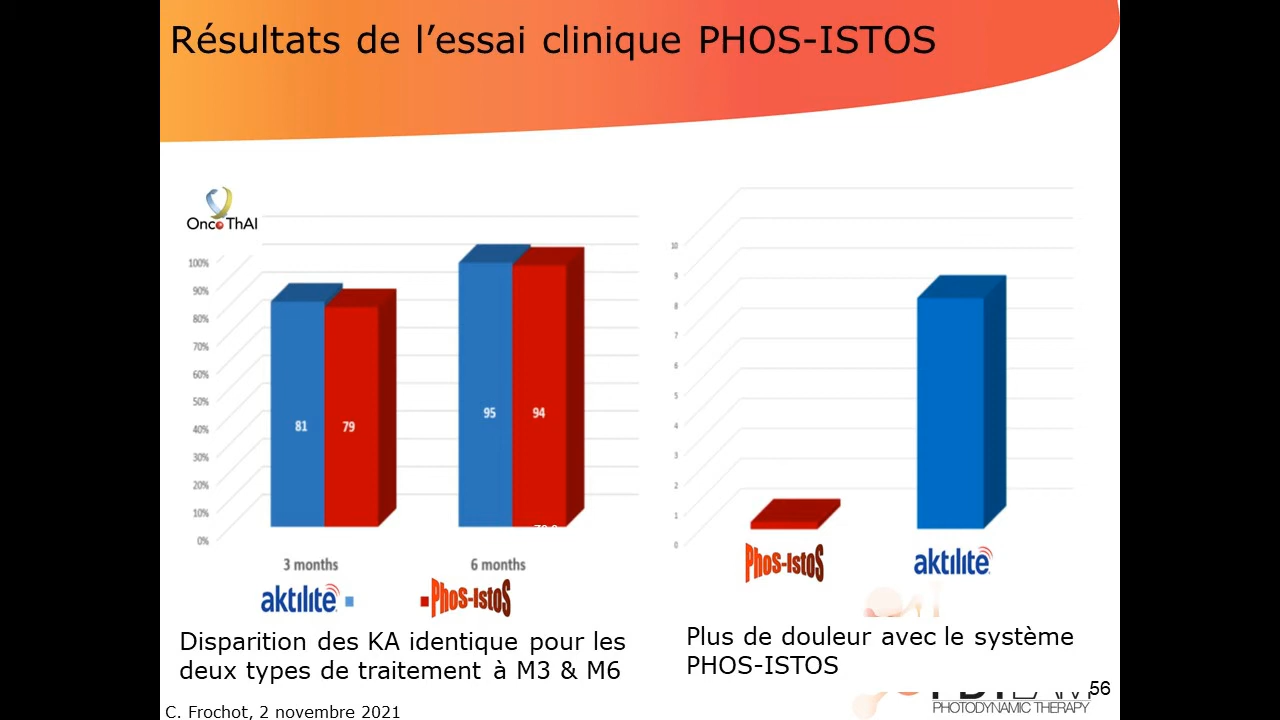 Résultats de l’essai clinique PHOS-ISTOS
OncoThAI
100%
90%
80%
70%
60%
50%
40%
30%
20%
10%
0%
81
79
95
94
3 months
6 months
aktilite
Phos-IstoS
Disparition des KA identique pour les
deux types de traitement à M3 & M6
10
9
8
7
6
5
4
3
2
1
0
Phos-IstoS
aktilite
Plus de douleur avec le système
PHOS-ISTOS
56
PHOTODYNAMIC THERAPY
C. Frochot, 2 novembre 2021